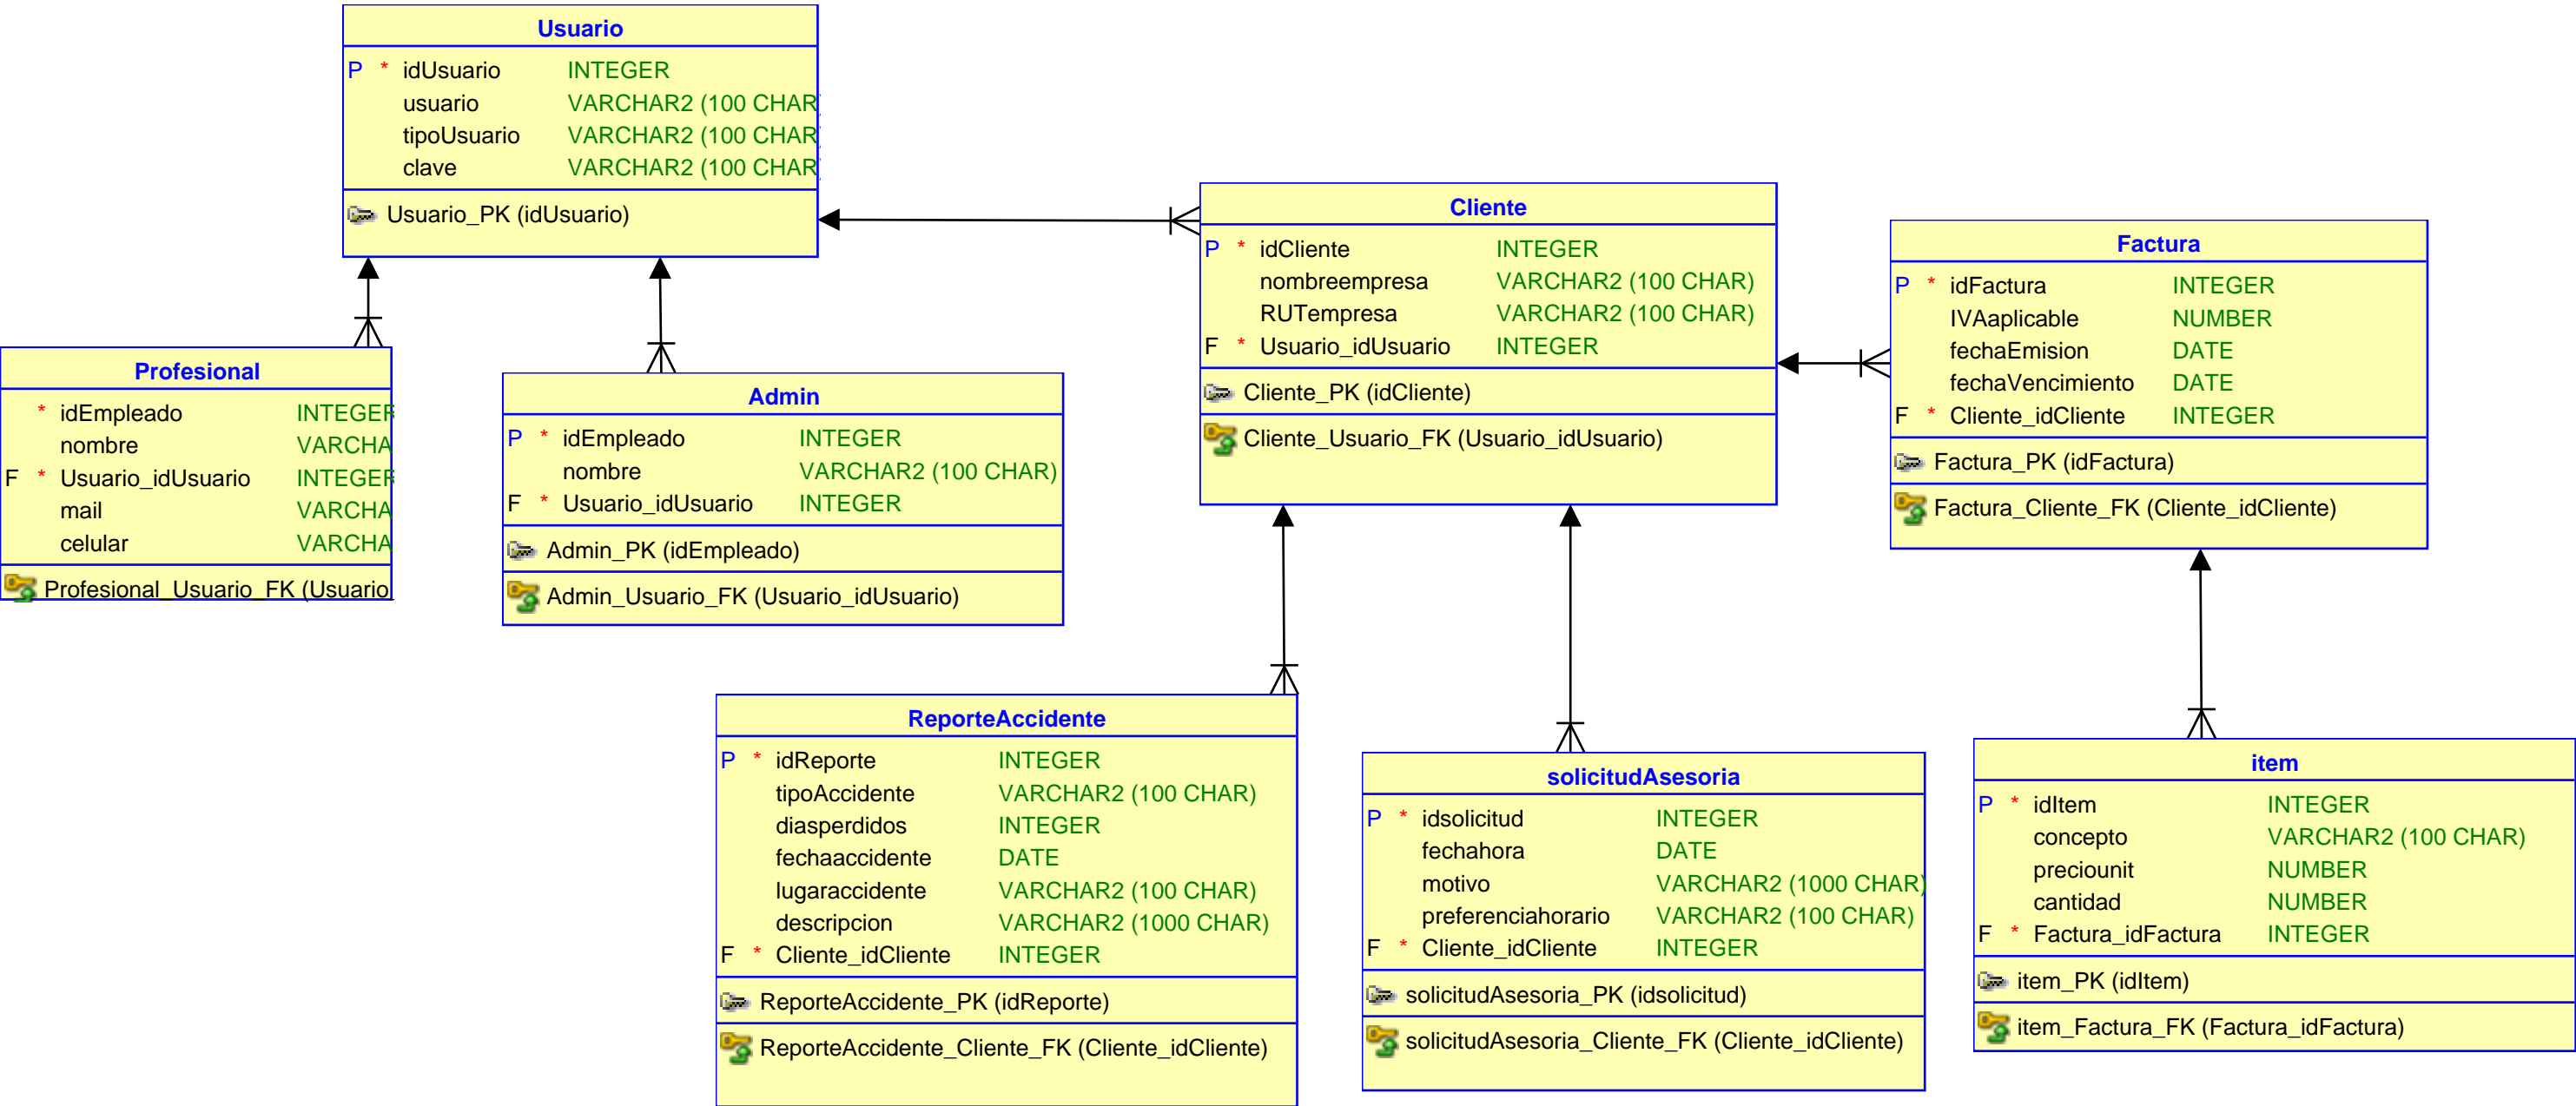 Usuario
P * idUsuario INTEGER
usuario VARCHAR2 (100 CHAR
tipoUsuario VARCHAR2 (100 CHAR
clave VARCHAR2 (100 CHAR
Usuario_PK (idUsuario)
Cliente
P * idCliente INTEGER
nombreempresa VARCHAR2 (100 CHAR)
RUTempresa VARCHAR2 (100 CHAR)
F * Usuario_idUsuario INTEGER
Cliente_PK (idCliente)
Cliente_Usuario_FK (Usuario_idUsuario)
Factura
P * idFactura INTEGER
IVAaplicable NUMBER
fechaEmision DATE
fechaVencimiento DATE
F * Cliente_idCliente INTEGER
Factura_PK (idFactura)
Factura_Cliente_FK (Cliente_idCliente)
Profesional
* idEmpleado INTEGER
nombre VARCHA
F * Usuario_idUsuario INTEGER
mail VARCHA
celular VARCHA
Profesional_Usuario_FK (Usuario
Admin
P * idEmpleado INTEGER
nombre VARCHAR2 (100 CHAR)
F * Usuario_idUsuario INTEGER
Admin_PK (idEmpleado)
Admin_Usuario_FK (Usuario_idUsuario)
ReporteAccidente
P * idReporte INTEGER
tipoAccidente VARCHAR2 (100 CHAR)
diasperdidos INTEGER
fechaaccidente DATE
lugaraccidente VARCHAR2 (100 CHAR)
descripcion VARCHAR2 (1000 CHAR)
F * Cliente_idCliente INTEGER
ReporteAccidente_PK (idReporte)
ReporteAccidente_Cliente_FK (Cliente_idCliente)
solicitudAsesoria
P * idsolicitud INTEGER
fechahora DATE
motivo VARCHAR2 (1000 CHAR)
preferenciahorario VARCHAR2 (100 CHAR)
F * Cliente_idCliente INTEGER
solicitudAsesoria_PK (idsolicitud)
solicitudAsesoria_Cliente_FK (Cliente_idCliente)
item
P * idItem INTEGER
concepto VARCHAR2 (100 CHAR)
preciounit NUMBER
cantidad NUMBER
F * Factura_idFactura INTEGER
item_PK (idItem)
item_Factura_FK (Factura_idFactura)